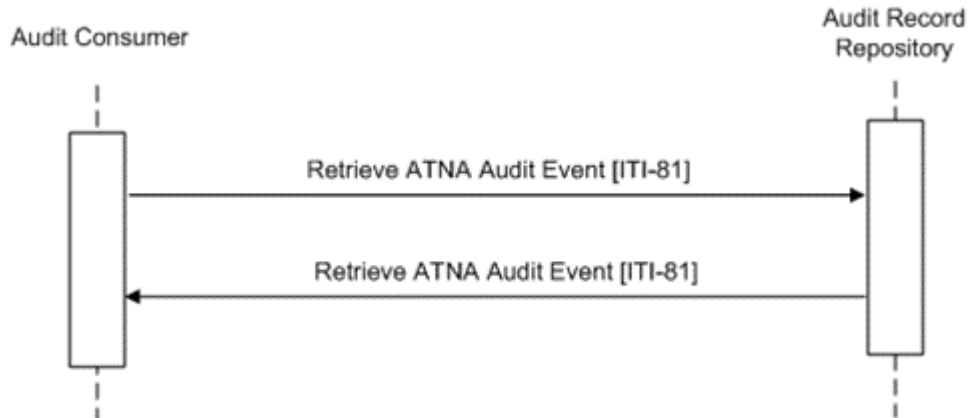 Audit Consumer
Audit Record
Repository
Retrieve ATNA Audit Event [ITI-81]
Retrieve ATNA Audit Event [ITI-81]